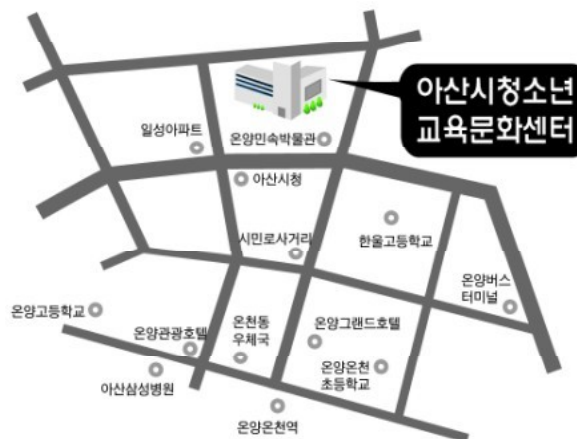 아산시청소년
교육문화센터
일성아파트
온양민속박물관
아산시청
시민로사거리
한울고등학교
온양버스
터미널
온양고등학교
온양관광호텔
온천동
우체국
온양그랜드호텔
온양온천
초등학교
아산삼성병원
온양온천역